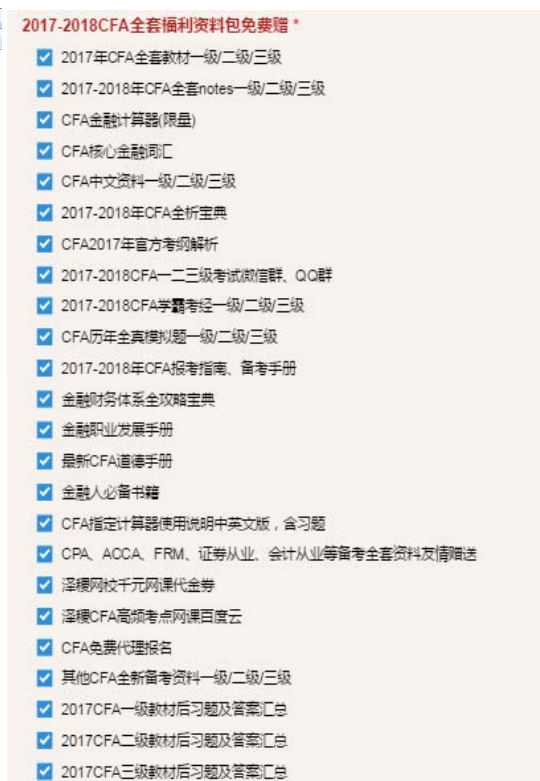 2017-2018CFA全套福利资料包免费赠 *
2017年CFA全套教材一级/二级/三级
2017-2018年CFA全套notes一级/二级/三级
CFA金融计算器(限量)
CFA核心金融词汇
CFA中文资料一级/二级/三级
2017-2018年CFA全析宝典
CFA2017年官方考纲解析
2017-2018CFA一二三级考试微信群、QQ群
2017-2018CFA学霸考经一级/二级/三级
CFA历年全真模拟题一级/二级/三级
2017-2018年CFA报考指南、备考手册
金融财务体系全攻略宝典
金融职业发展手册
最新CFA道德手册
金融人必备书籍
CFA指定计算器使用说明中英文版，含习题
CPA、ACCA、FRM、证券从业、会计从业等备考全套资料友情赠送
泽稷网校千元网课代金券
泽稷CFA高频考点网课百度云
CFA免费代理报名
其他CFA全新备考资料一级/二级/三级
2017CFA一级教材后习题及答案汇总
2017CFA二级教材后习题及答案汇总
2017CFA三级教材后习题及答案汇总